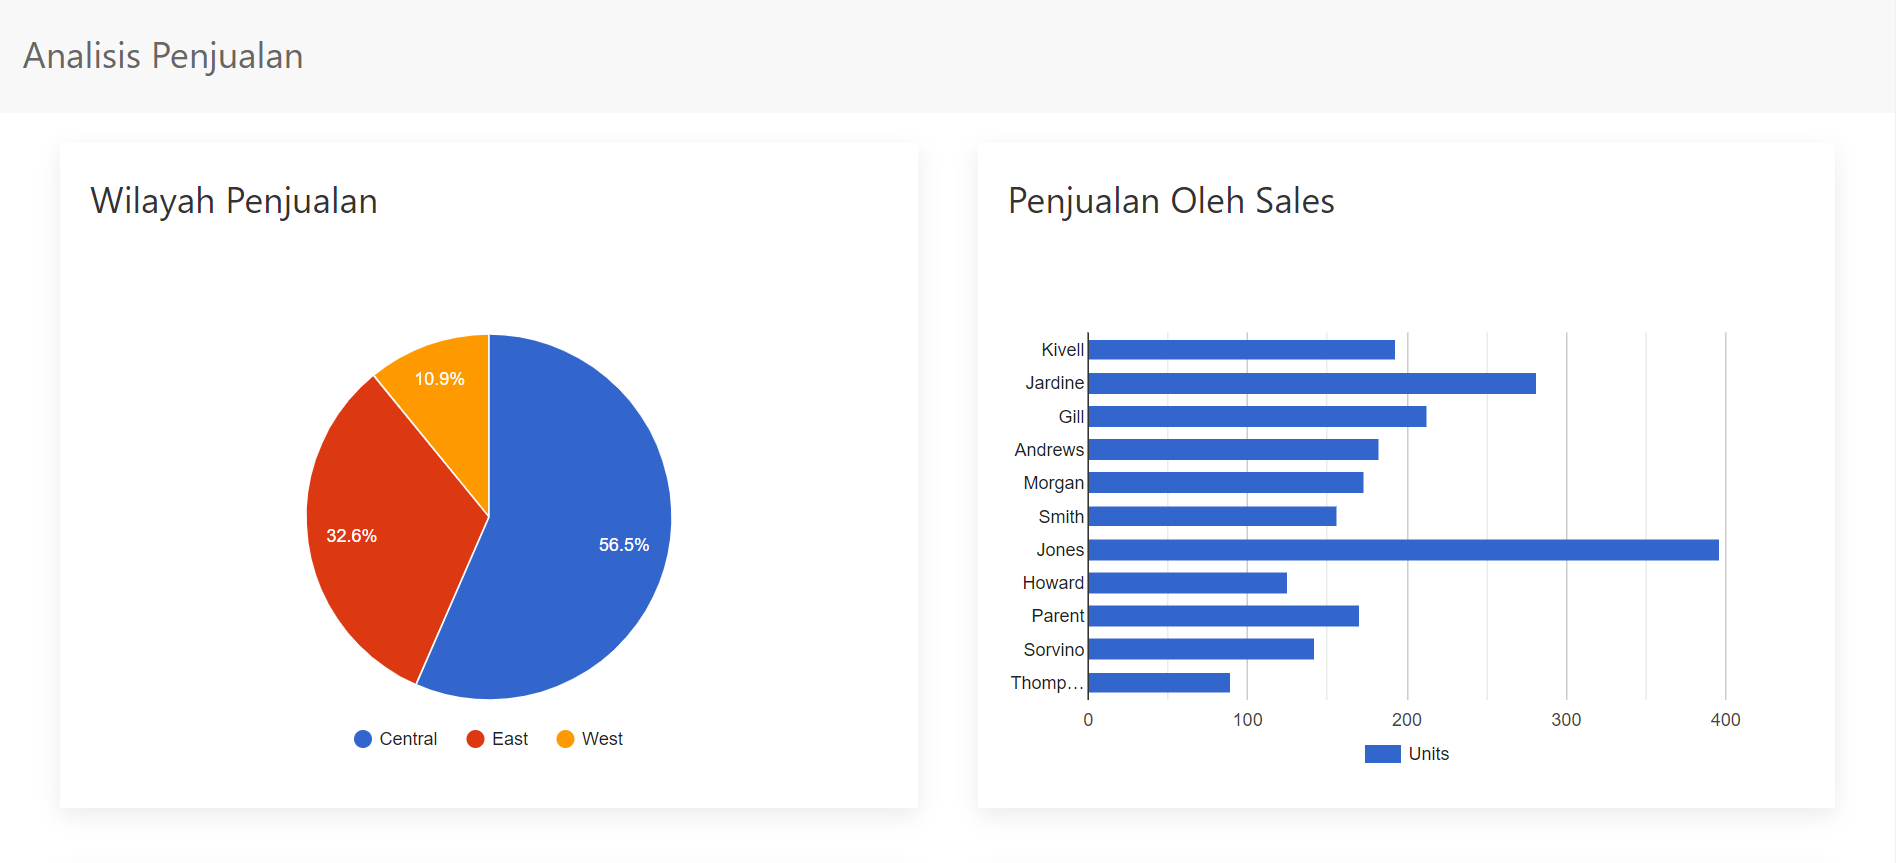 Analisis Penjualan
Wilayah Penjualan
10.9%
32.6%
56.5%
Central East West
Penjualan Oleh Sales
Kivell
Jardine
Gill
Andrews
Morgan
Smith
Jones
Howard
Parent
Sorvino
Thomp...
0 100 200 300 400
Units